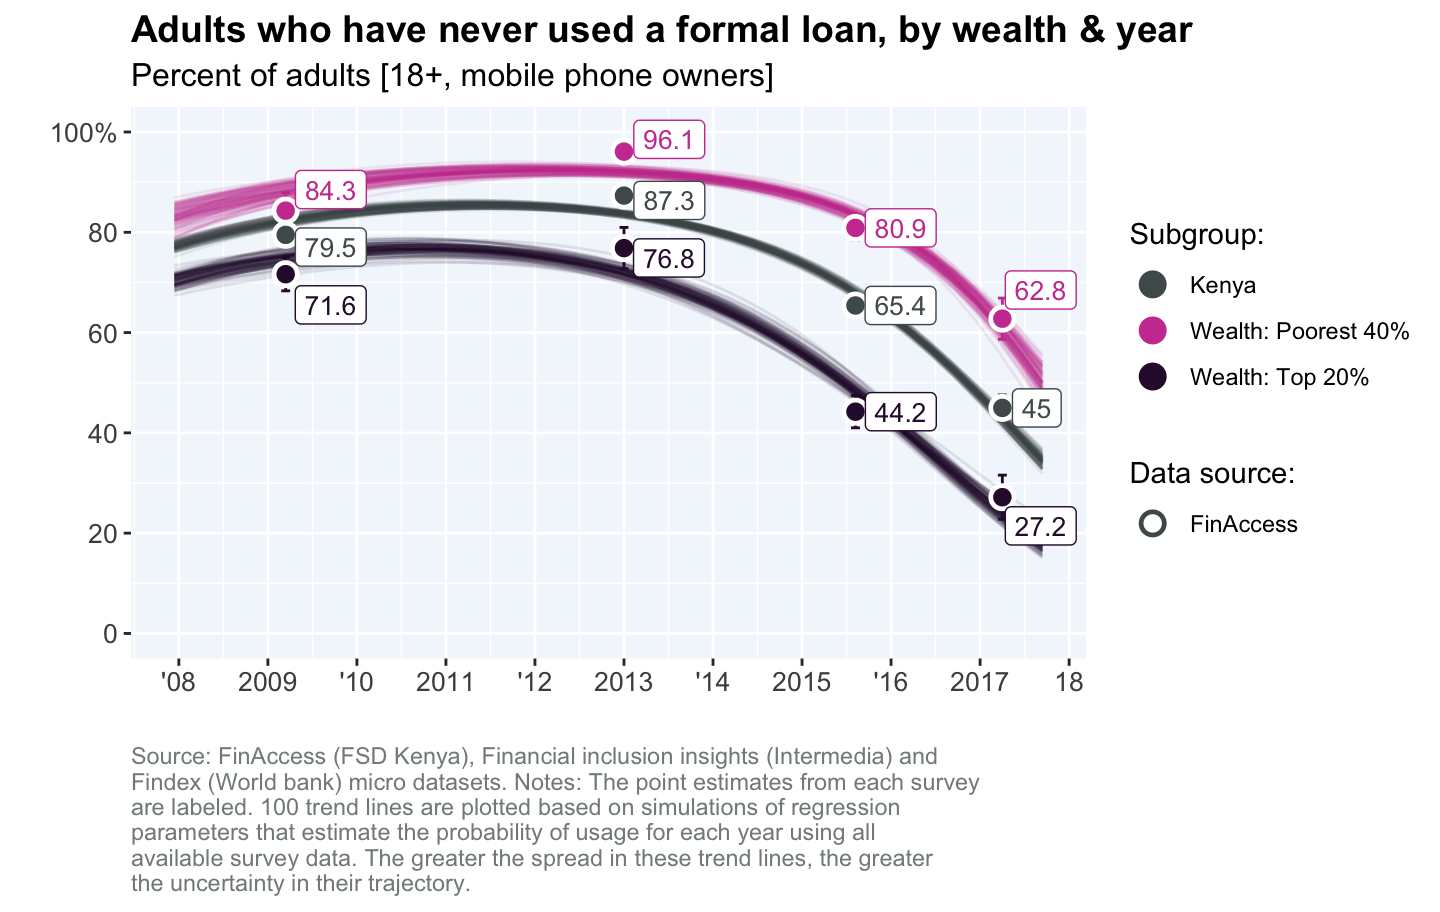 Adults who have never used a formal loan, by wealth & year
Percent of adults [18+, mobile phone owners]
100%
80
60
40
20
0
84.3
79.5
71.6
96.1
87.3
76.8
80.9
65.4
44.2
62.8
45
27.2
'08 2009 '10 2011 '12 2013 '14 2015 '16 2017 18
Subgroup:
Kenya
Wealth: Poorest 40%
Wealth: Top 20%
Data source:
FinAccess
Source: FinAccess (FSD Kenya), Financial inclusion insights (Intermedia) and
Findex (World bank) micro datasets. Notes: The point estimates from each survey
are labeled. 100 trend lines are plotted based on simulations of regression
parameters that estimate the probability of usage for each year using all
available survey data. The greater the spread in these trend lines, the greater
the uncertainty in their trajectory.